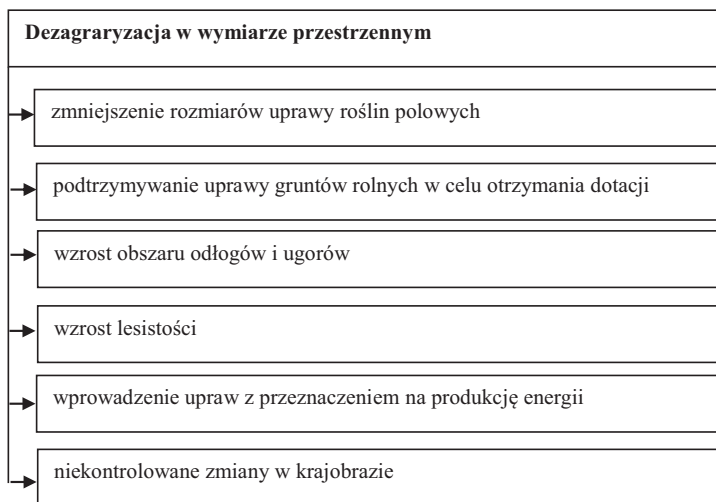 Dezagraryzacja w wymiarze przestrzennym
zmniejszenie rozmiarów uprawy roślin polowych
podtrzymywanie uprawy gruntów rolnych w celu otrzymania dotacji
wzrost obszaru odłogów i ugorów
wzrost lesistości
wprowadzenie upraw z przeznaczeniem na produkcję energii
niekontrolowane zmiany w krajobrazie